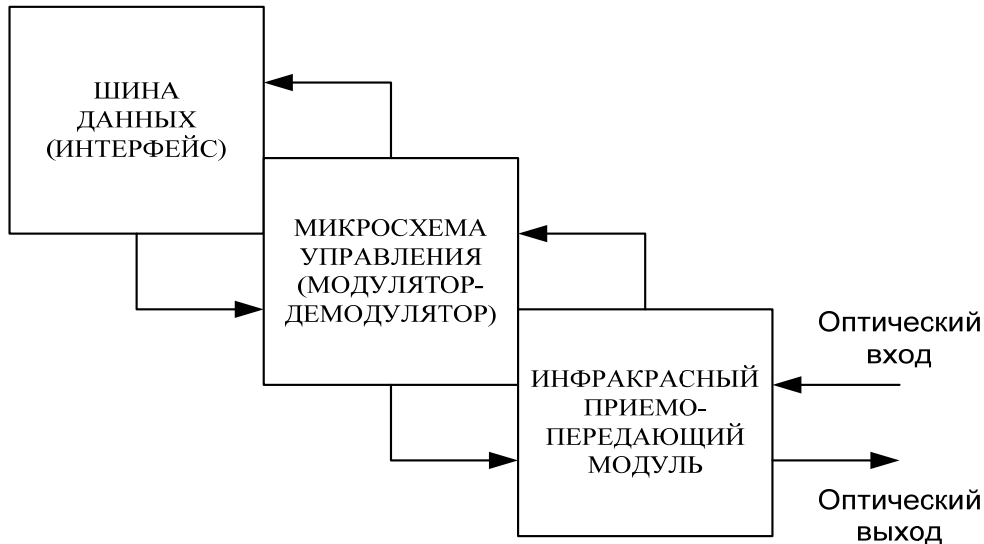 ШИНА
ДАННЫХ
(ИНТЕРФЕЙС)
МИКРОСХЕМА
УПРАВЛЕНИЯ
(МОДУЛЯТОР-
ДЕМОДУЛЯТОР)
ИНФРАКРАСНЫЙ
ПРИЕМО-
ПЕРЕДАЮЩИЙ
МОДУЛЬ
Оптический
вход
Оптический
выход